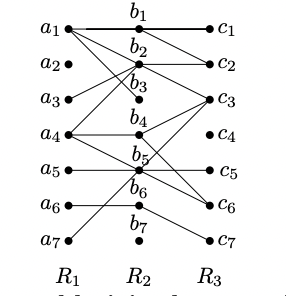 b₁
a₁ c₁
b₂
a₂ c₂
b₃
a₃ c₃
b₄
a₄ c₄
b₅
a₅ c₅
b₆
a₆ c₆
b₇
a₇ c₇
R₁ R₂ R₃